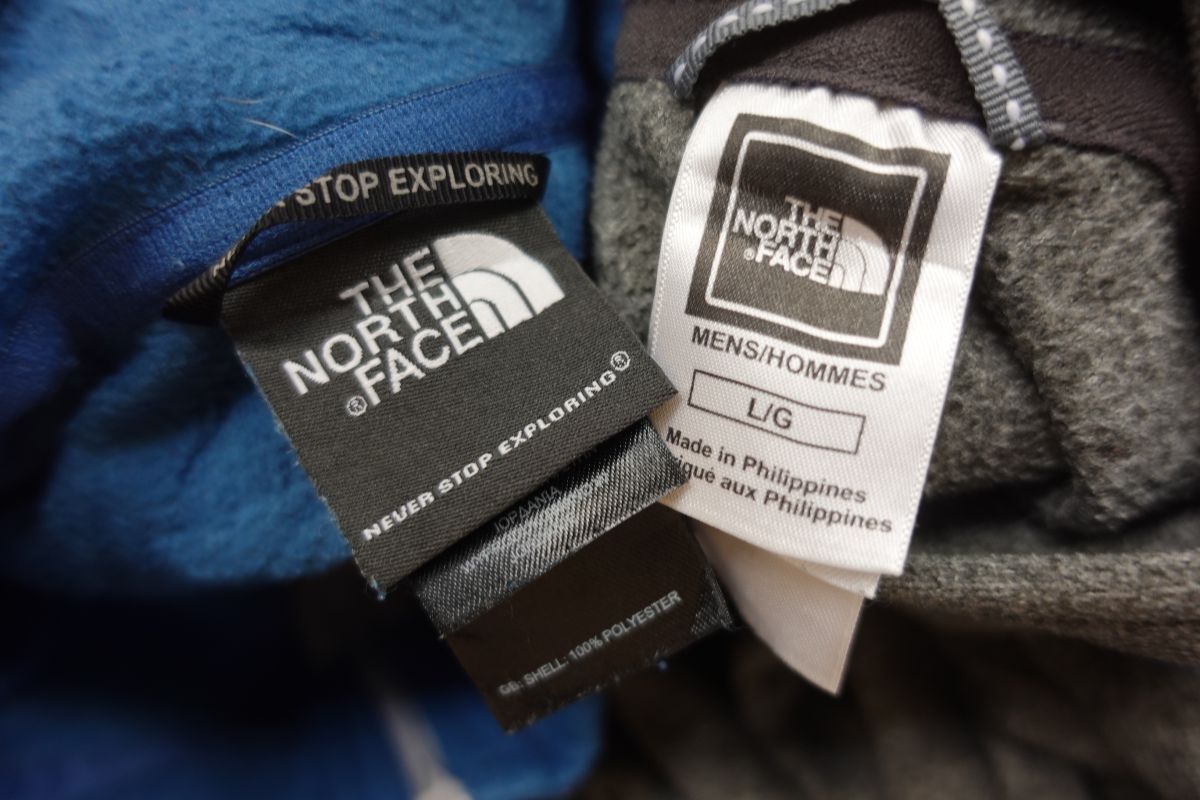 STOP EXPLORING
THE
NORTH
FACE
®
NEVER STOP EXPLORING®
GB: SHELL: 100% POLYESTER
THE
NORTH
®FACE
MENS/HOMMES
L/G
Made in Philippines
aux Philippines